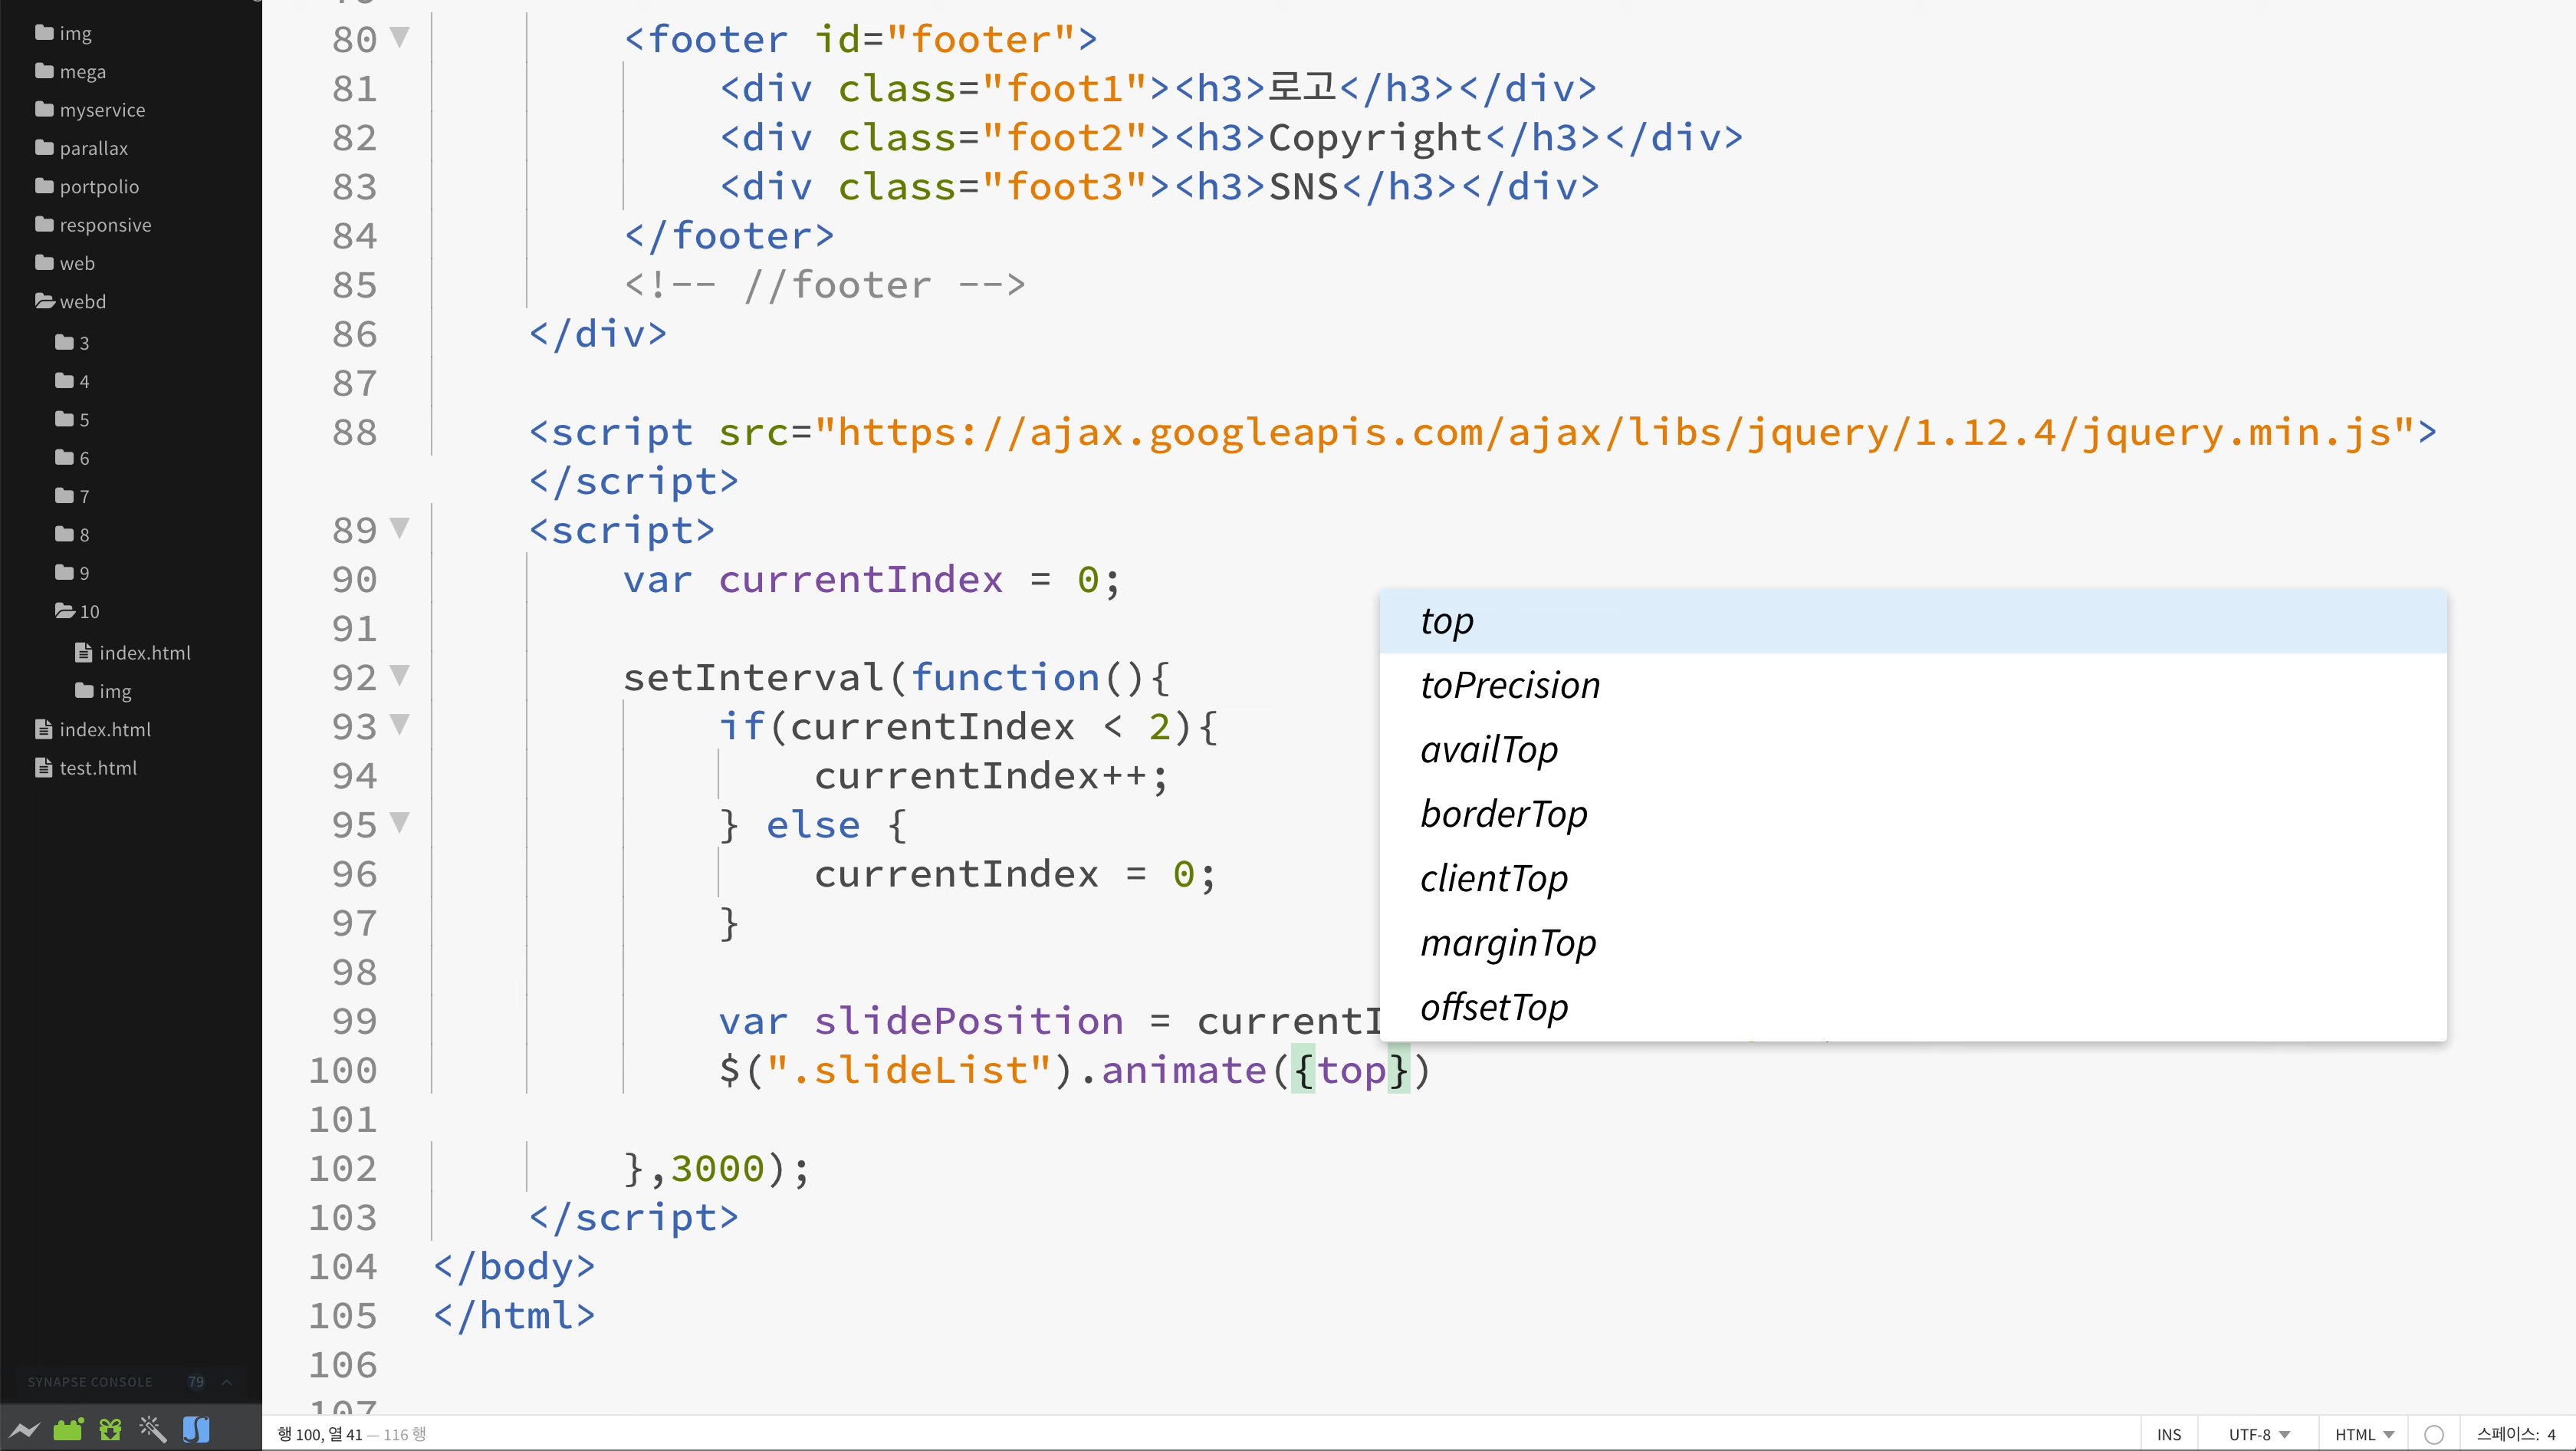 img
mega
myservice
parallax
portpolio
responsive
web
webd
3
4
5
6
7
8
9
10
index.html
img
index.html
test.html
SYNAPSE CONSOLE 79
80 <footer id="footer">
81 <div class="foot1"><h3>로고</h3></div>
82 <div class="foot2"><h3>Copyright</h3></div>
83 <div class="foot3"><h3>SNS</h3></div>
84 </footer>
85 <!-- //footer -->
86 </div>
87
88 <script src="https://ajax.googleapis.com/ajax/libs/jquery/1.12.4/jquery.min.js">
</script>
89 <script>
90 var currentIndex = 0;
91
92 setInterval(function(){
93 if(currentIndex < 2){
94 currentIndex++;
95 } else {
96 currentIndex = 0;
97 }
98
99 var slidePosition = currentI
100 $(".slideList").animate({top})
101
102 },3000);
103 </script>
104 </body>
105 </html>
106
107
top
toPrecision
availTop
borderTop
clientTop
marginTop
offsetTop
행 100, 열 41 — 116 행
INS UTF-8 HTML 스페이스: 4